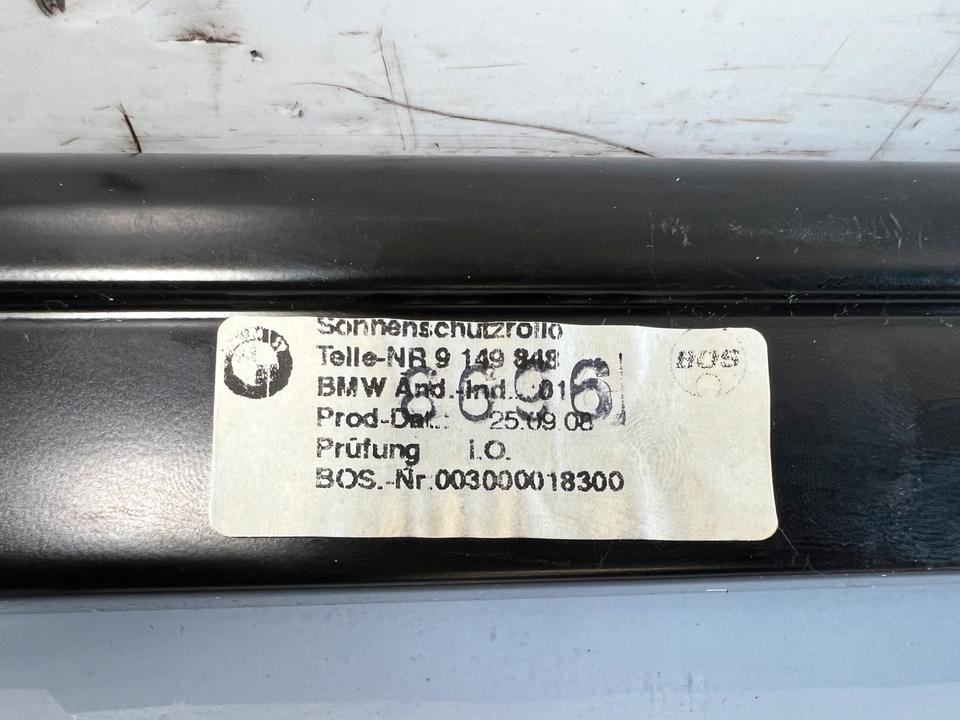 BMW
Sonnenschutzrollo
BOS
Teile-NR 9 149 848
BMW Änd.-Ind.: 01
6696
Prod-Dat.: 25.09.08
Prüfung I.O.
BOS.-Nr.003000018300